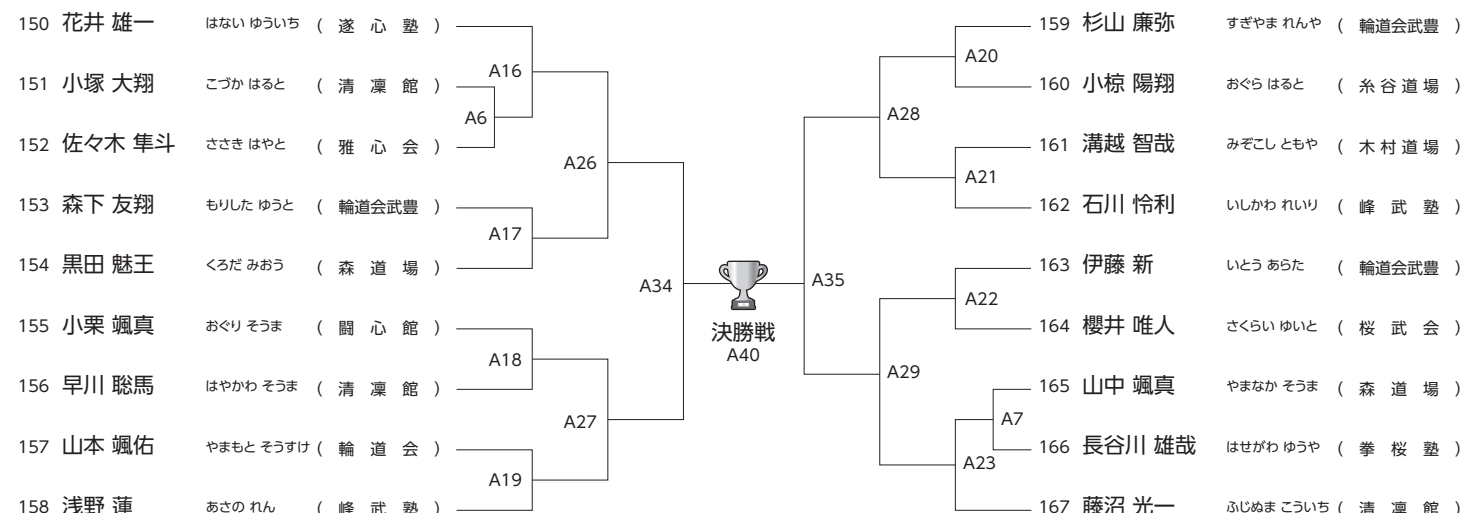 150 花井 雄一 はない ゆういち ( 遂 心 塾 )
151 小塚 大翔 こづか はると ( 清 凜 館 )
152 佐々木 隼斗 ささき はやと ( 雅 心 会 )
153 森下 友翔 もりした ゆうと ( 輪道会武豊 )
154 黒田 魅王 くろだ みおう ( 森 道 場 )
155 小栗 颯真 おぐり そうま ( 闘 心 館 )
156 早川 聡馬 はやかわ そうま ( 清 凜 館 )
157 山本 颯佑 やまもと そうすけ ( 輪 道 会 )
158 浅野 蓮 あさの れん ( 峰 武 塾 )
A16
A6
A26
A17
A34
A18
A27
A19
決勝戦
A40
A20
A28
A21
A35
A22
A29
A7
A23
159 杉山 廉弥 すぎやま れんや ( 輪道会武豊 )
160 小椋 陽翔 おぐら はると ( 糸谷道場 )
161 溝越 智哉 みぞこし ともや ( 木村道場 )
162 石川 怜利 いしかわ れいり ( 峰 武 塾 )
163 伊藤 新 いとう あらた ( 輪道会武豊 )
164 櫻井 唯人 さくらい ゆいと ( 桜 武 会 )
165 山中 颯真 やまなか そうま ( 森 道 場 )
166 長谷川 雄哉 はせがわ ゆうや ( 拳 桜 塾 )
167 藤沼 光一 ふじぬま こういち ( 清 凜 館 )